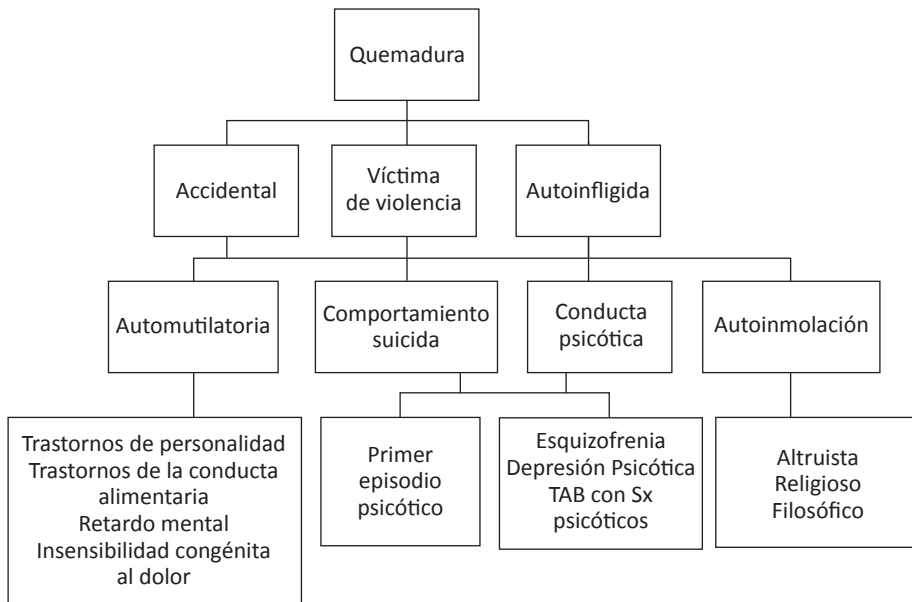 Quemadura
Accidental
Víctima
de violencia
Autoinfligida
Automutilatoria
Comportamiento
suicida
Conducta
psicótica
Autoinmolación
Trastornos de personalidad
Trastornos de la conducta
alimentaria
Retardo mental
Insensibilidad congénita
al dolor
Primer
episodio
psicótico
Esquizofrenia
Depresión Psicótica
TAB con Sx
psicóticos
Altruista
Religioso
Filosófico